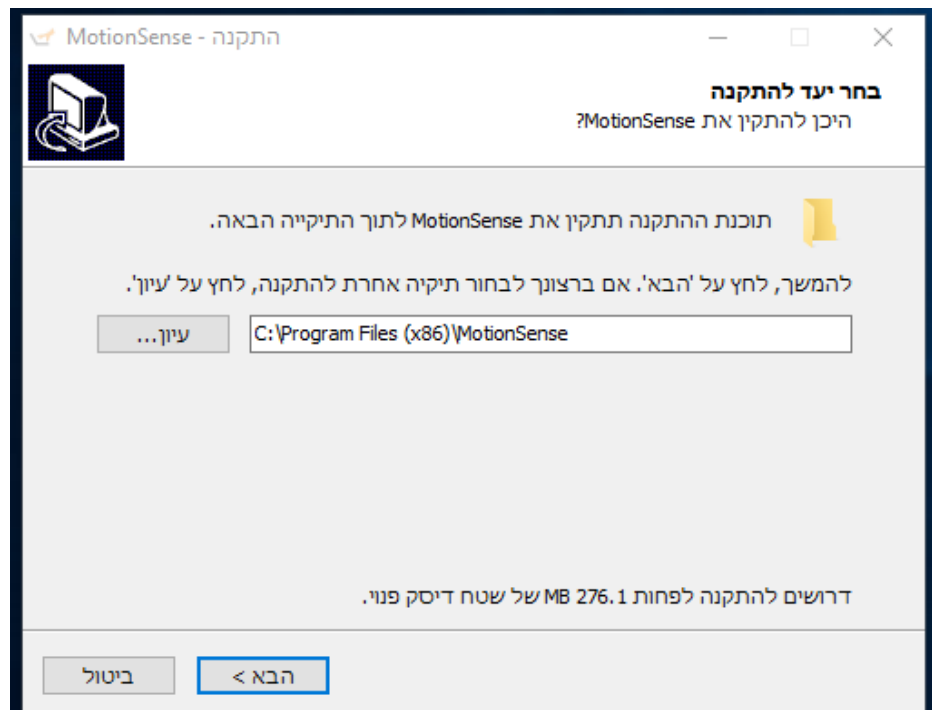 התקנה - MotionSense
בחר יעד להתקנה
היכן להתקין את MotionSense?
תוכנת ההתקנה תתקין את MotionSense לתוך התיקייה הבאה.
להמשך, לחץ על 'הבא'. אם ברצונך לבחור תיקיה אחרת להתקנה, לחץ על 'עיון'.
C:\Program Files (x86)\MotionSense
עיון...
דרושים להתקנה לפחות 276.1 MB של שטח דיסק פנוי.
הבא >
ביטול